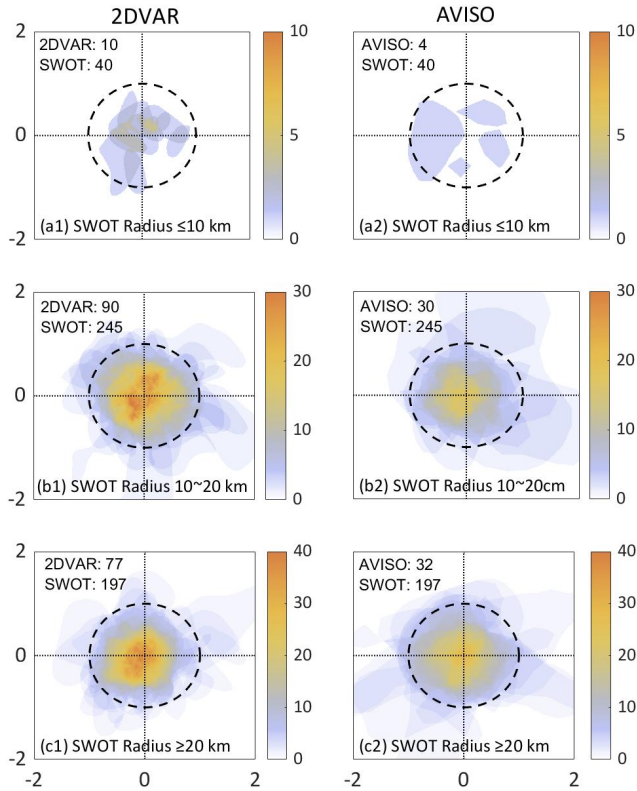 2DVAR
AVISO
2
0
-2
2DVAR: 10
SWOT: 40
(a1) SWOT Radius ≤10 km
10
5
0
AVISO: 4
SWOT: 40
(a2) SWOT Radius ≤10 km
10
5
0
2
0
-2
2DVAR: 90
SWOT: 245
(b1) SWOT Radius 10~20 km
30
20
10
0
AVISO: 30
SWOT: 245
(b2) SWOT Radius 10~20cm
30
20
10
0
2
0
-2
2DVAR: 77
SWOT: 197
(c1) SWOT Radius ≥20 km
40
30
20
10
0
AVISO: 32
SWOT: 197
(c2) SWOT Radius ≥20 km
40
30
20
10
0
-2 0 2
-2 0 2